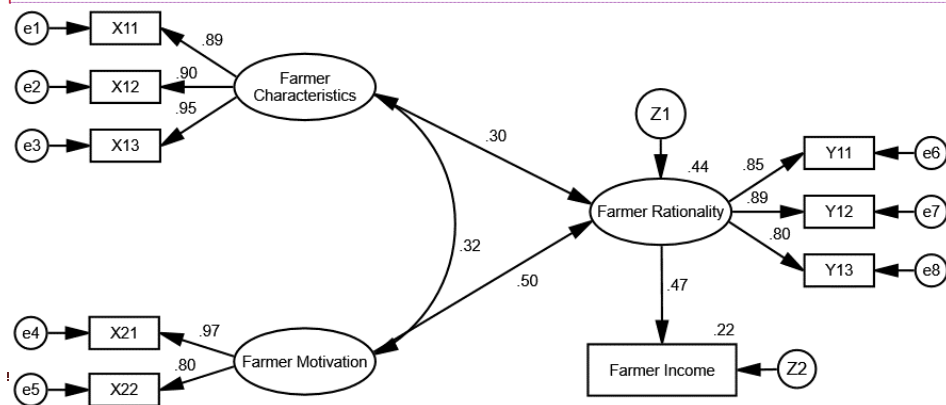 e1
X11
.89
e2
X12
.90
Farmer
Characteristics
e3
X13
.95
Z1
.30
.44
.85
Y11
e6
Farmer Rationality
.89
Y12
e7
.80
Y13
e8
.32
.50
.47
e4
X21
.97
Farmer Motivation
.22
!
e5
X22
.80
Farmer Income
Z2